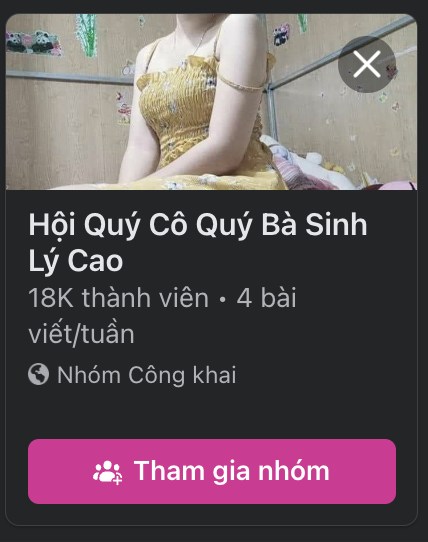 Hội Quý Cô Quý Bà Sinh
Lý Cao
18K thành viên • 4 bài
viết/tuần
Nhóm Công khai
Tham gia nhóm